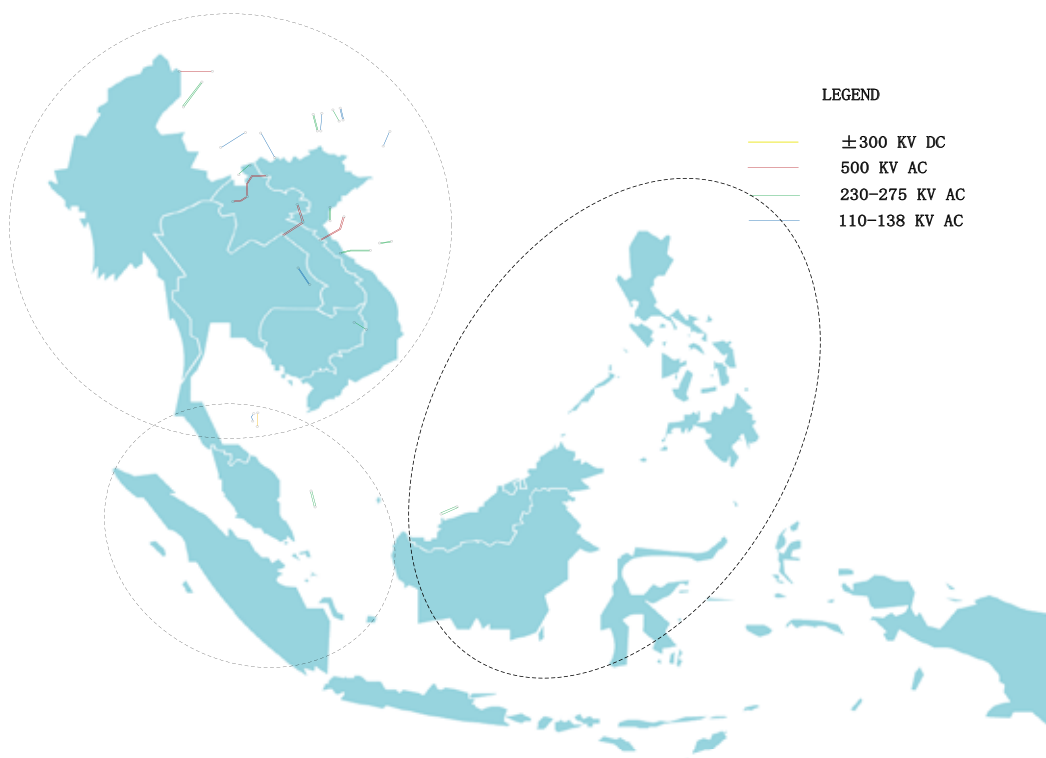 LEGEND
±300 KV DC
500 KV AC
230-275 KV AC
110-138 KV AC
¶